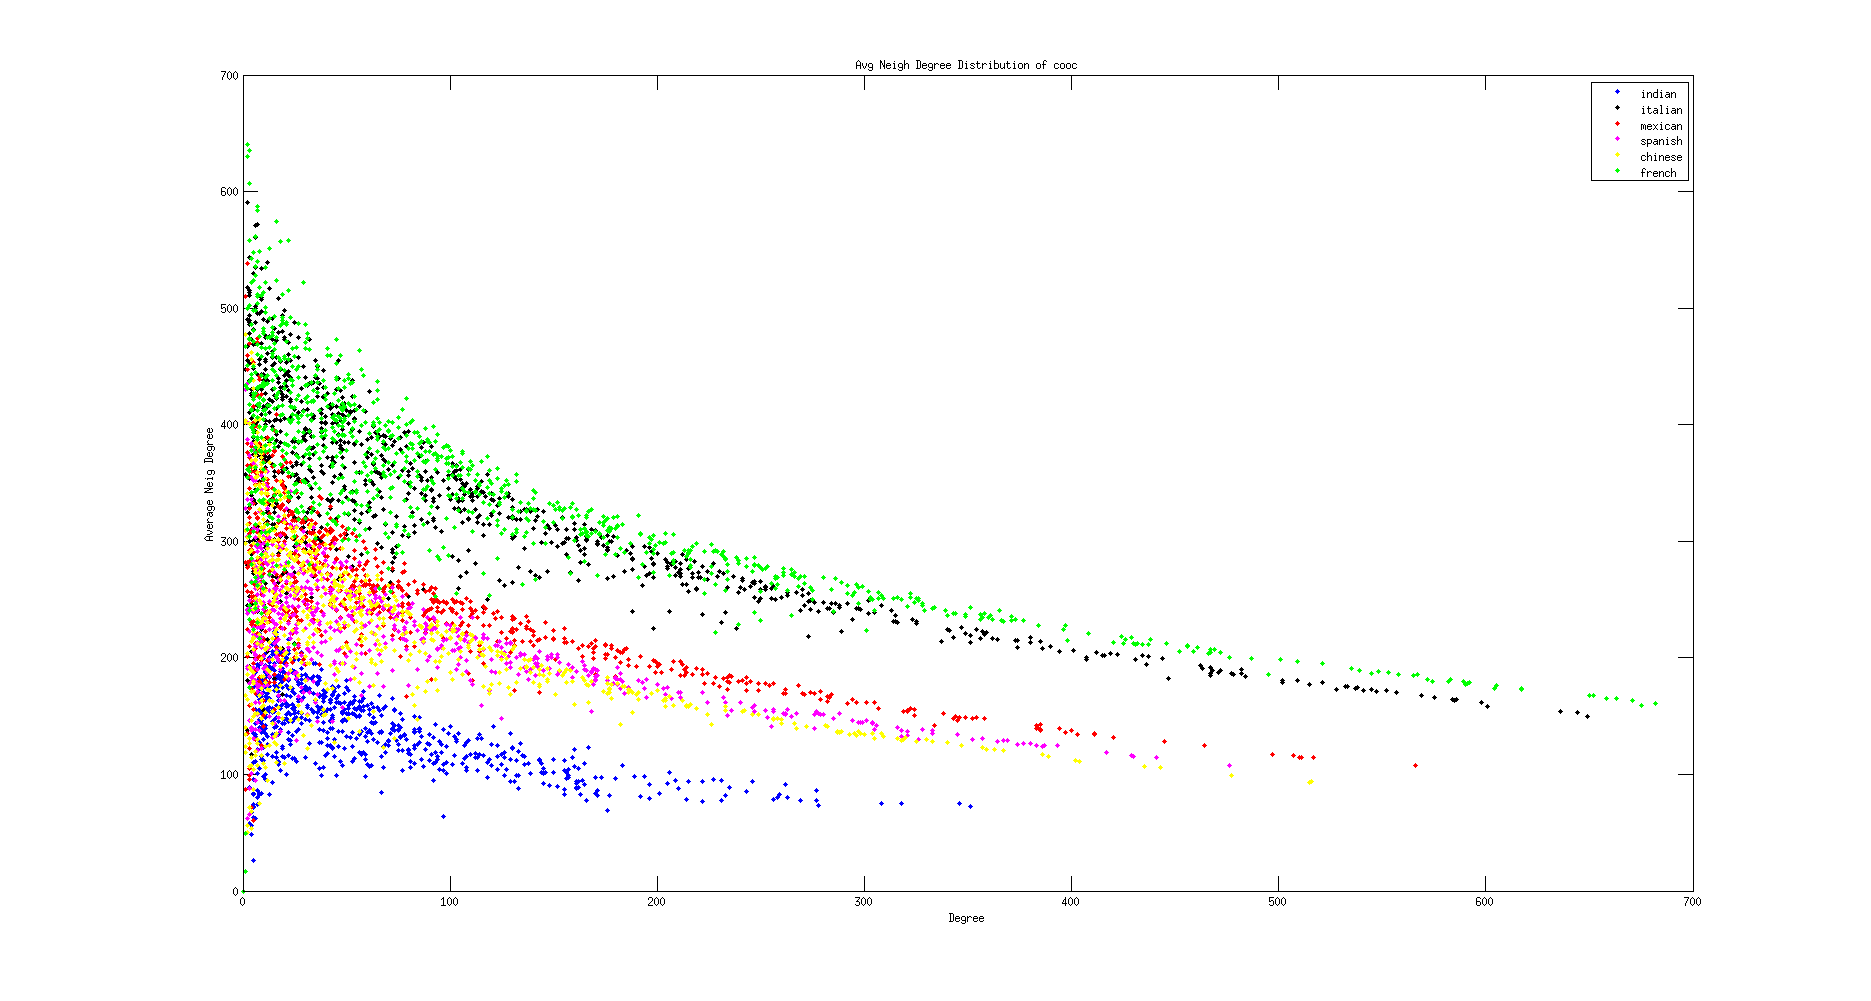 Avg Neigh Degree Distribution of cooc
700
600
500
400
300
200
100
0
Average Neig Degree
indian
italian
mexican
spanish
chinese
french
0 100 200 300 400 500 600 700
Degree